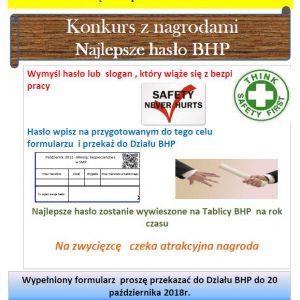 Konkurs z nagrodami
Najlepsze hasło BHP
Wymyśl hasło lub slogan , który wiąże się z bezpi
pracy
SAFETY
NEVER HURTS
THINK
SAFETY FIRST
Hasło wpisz na przygotowanym do tego celu
formularzu i przekaż do Działu BHP
Najlepsze hasło zostanie wywieszone na Tablicy BHP na rok
czasu
Na zwycięzcę czeka atrakcyjna nagroda
Wypełniony formularz proszę przekazać do Działu BHP do 20
października 2018r.